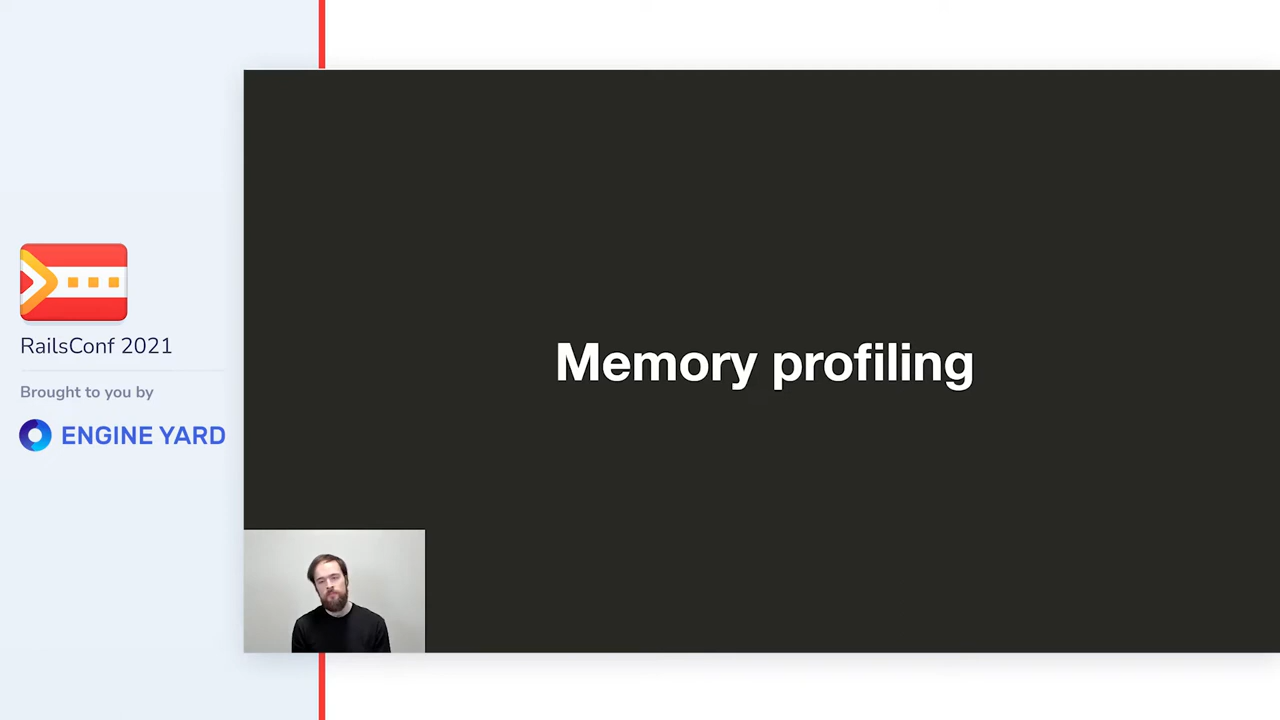 RailsConf 2021
Brought to you by
ENGINE YARD
Memory profiling